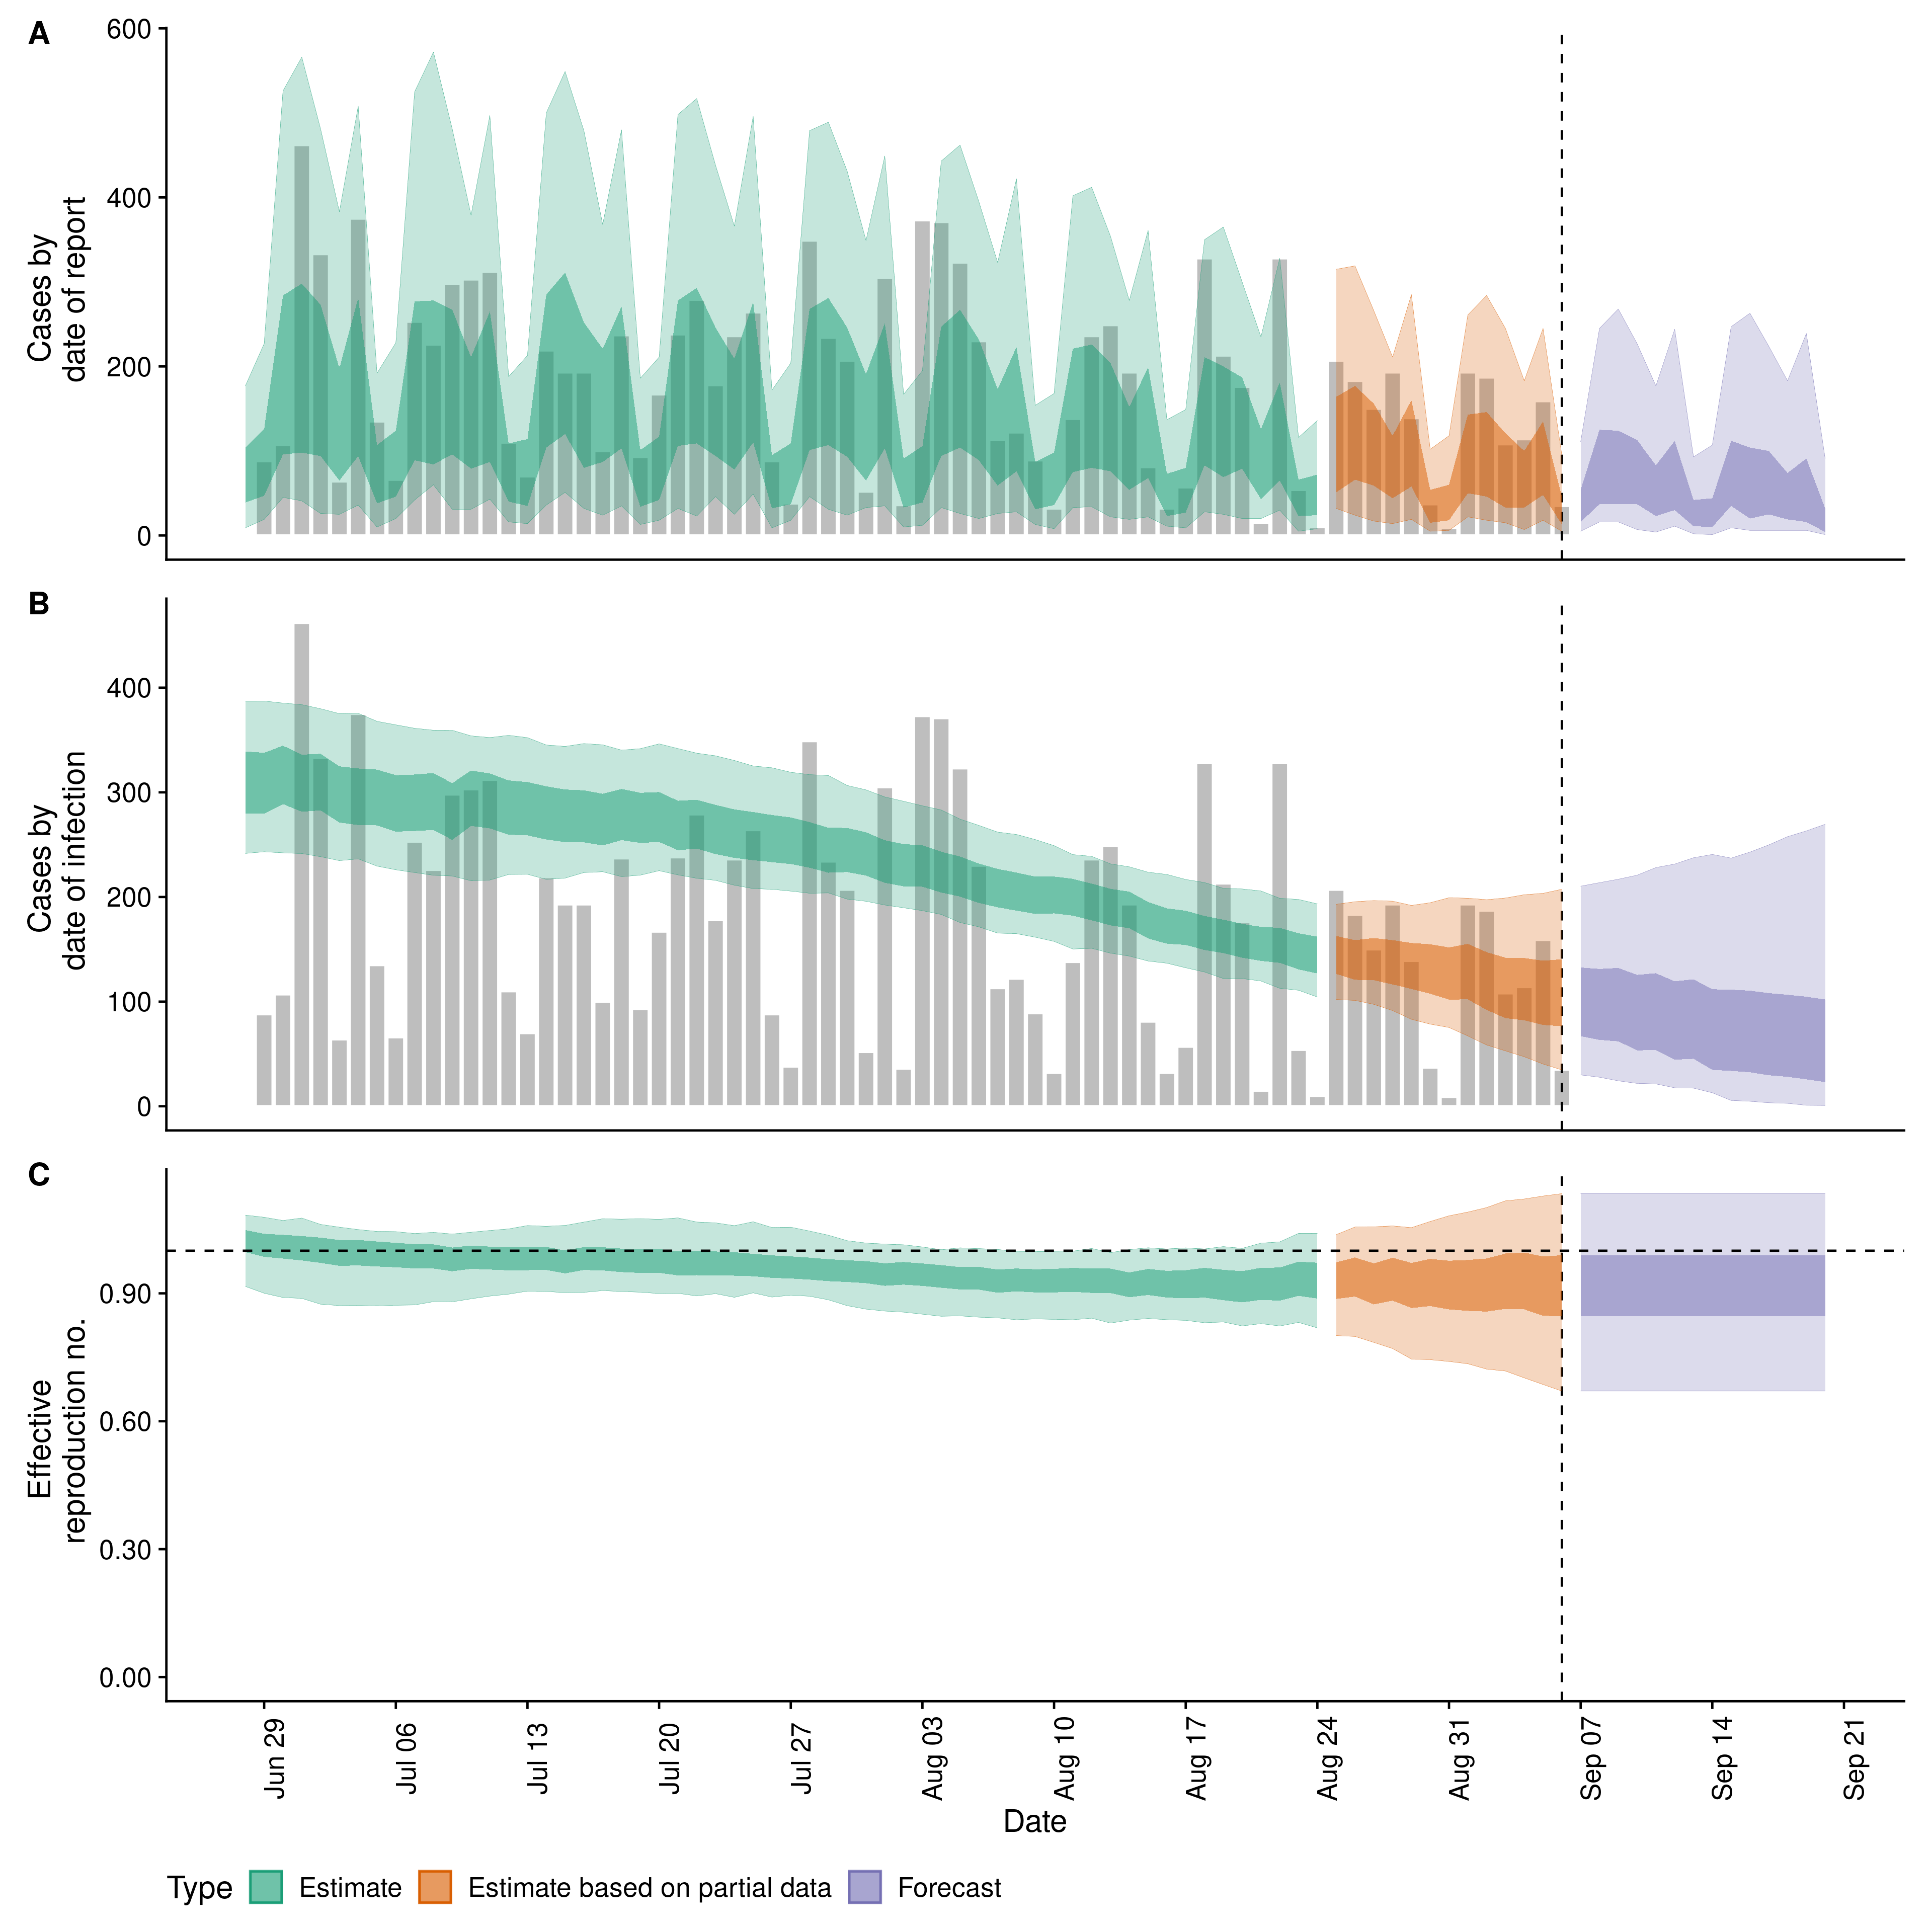 A
Cases by
date of report
600
400
200
0
B
Cases by
date of infection
400
300
200
100
0
C
Effective
reproduction no.
0.90
0.60
0.30
0.00
Jun 29
Jul 06
Jul 13
Jul 20
Jul 27
Aug 03
Aug 10
Aug 17
Aug 24
Aug 31
Sep 07
Sep 14
Sep 21
Date
Type Estimate Estimate based on partial data Forecast